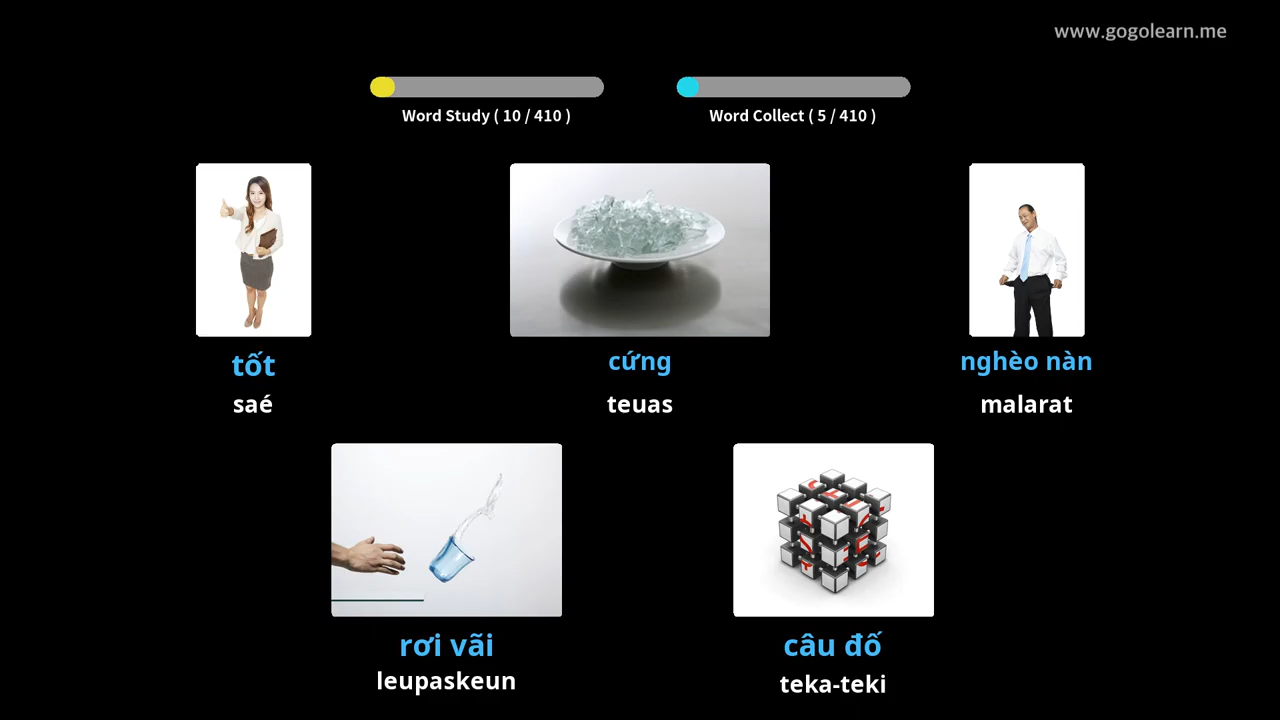 www.gogolearn.me
Word Study ( 10 / 410 )
Word Collect ( 5 / 410 )
tốt
cứng
nghèo nàn
saé
teuas
malarat
rơi vãi
câu đố
leupaskeun
teka-teki